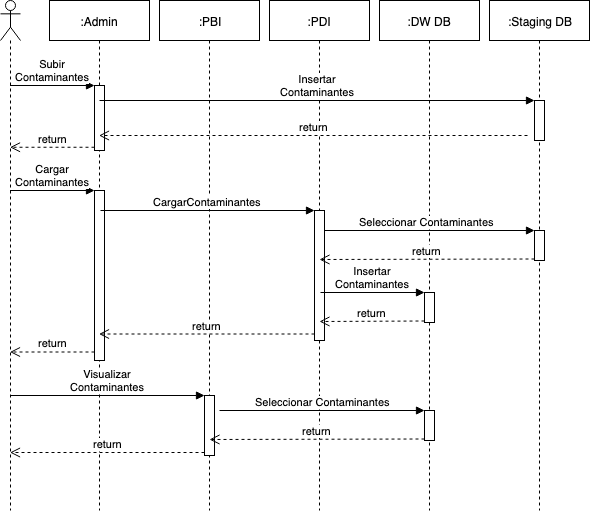 :Admin
:PBI
:PDI
:DW DB
:Staging DB
Subir
Contaminantes
Insertar
Contaminantes
return
return
Cargar
Contaminantes
CargarContaminantes
Seleccionar Contaminantes
return
Insertar
Contaminantes
return
return
return
Visualizar
Contaminantes
Seleccionar Contaminantes
return
return